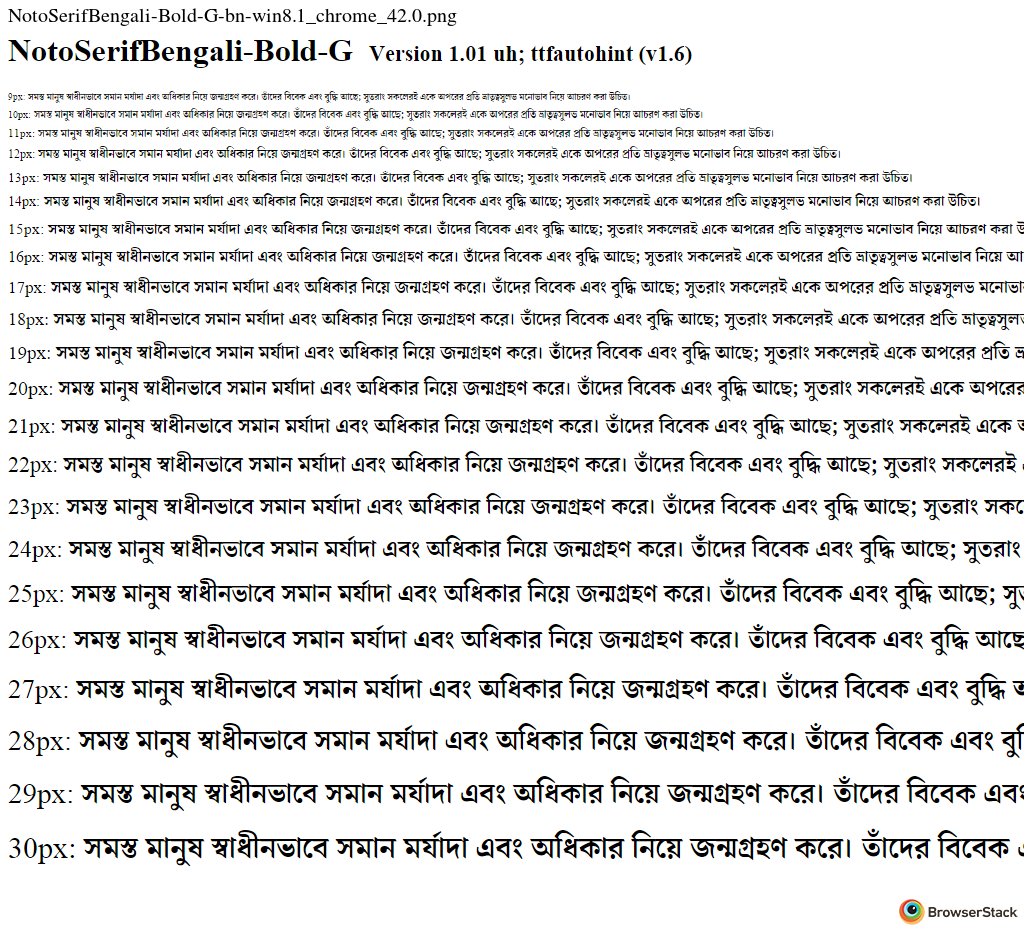 NotoSerifBengali-Bold-G-bn-win8.1_chrome_42.0.png
NotoSerifBengali-Bold-G Version 1.01 uh; ttfautohint (v1.6)
9px: সমস্ত মানুষ স্বাধীনভাবে সমান মর্যাদা এবং অধিকার নিয়ে জন্মগ্রহণ করে। তাঁদের বিবেক এবং বুদ্ধি আছে; সুতরাং সকলেরই একে অপরের প্রতি ভ্রাতৃত্বসুলভ মনোভাব নিয়ে আচরণ করা উচিত।
10px: সমস্ত মানুষ স্বাধীনভাবে সমান মর্যাদা এবং অধিকার নিয়ে জন্মগ্রহণ করে। তাঁদের বিবেক এবং বুদ্ধি আছে; সুতরাং সকলেরই একে অপরের প্রতি ভ্রাতৃত্বসুলভ মনোভাব নিয়ে আচরণ করা উচিত।
11px: সমস্ত মানুষ স্বাধীনভাবে সমান মর্যাদা এবং অধিকার নিয়ে জন্মগ্রহণ করে। তাঁদের বিবেক এবং বুদ্ধি আছে; সুতরাং সকলেরই একে অপরের প্রতি ভ্রাতৃত্বসুলভ মনোভাব নিয়ে আচরণ করা উচিত।
12px: সমস্ত মানুষ স্বাধীনভাবে সমান মর্যাদা এবং অধিকার নিয়ে জন্মগ্রহণ করে। তাঁদের বিবেক এবং বুদ্ধি আছে; সুতরাং সকলেরই একে অপরের প্রতি ভ্রাতৃত্বসুলভ মনোভাব নিয়ে আচরণ করা উচিত।
13px: সমস্ত মানুষ স্বাধীনভাবে সমান মর্যাদা এবং অধিকার নিয়ে জন্মগ্রহণ করে। তাঁদের বিবেক এবং বুদ্ধি আছে; সুতরাং সকলেরই একে অপরের প্রতি ভ্রাতৃত্বসুলভ মনোভাব নিয়ে আচরণ করা উচিত।
14px: সমস্ত মানুষ স্বাধীনভাবে সমান মর্যাদা এবং অধিকার নিয়ে জন্মগ্রহণ করে। তাঁদের বিবেক এবং বুদ্ধি আছে; সুতরাং সকলেরই একে অপরের প্রতি ভ্রাতৃত্বসুলভ মনোভাব নিয়ে আচরণ করা উচিত।
15px: সমস্ত মানুষ স্বাধীনভাবে সমান মর্যাদা এবং অধিকার নিয়ে জন্মগ্রহণ করে। তাঁদের বিবেক এবং বুদ্ধি আছে; সুতরাং সকলেরই একে অপরের প্রতি ভ্রাতৃত্বসুলভ মনোভাব নিয়ে আচরণ করা
16px: সমস্ত মানুষ স্বাধীনভাবে সমান মর্যাদা এবং অধিকার নিয়ে জন্মগ্রহণ করে। তাঁদের বিবেক এবং বুদ্ধি আছে; সুতরাং সকলেরই একে অপরের প্রতি ভ্রাতৃত্বসুলভ মনোভাব নিয়ে
17px: সমস্ত মানুষ স্বাধীনভাবে সমান মর্যাদা এবং অধিকার নিয়ে জন্মগ্রহণ করে। তাঁদের বিবেক এবং বুদ্ধি আছে; সুতরাং সকলেরই একে অপরের প্রতি ভ্রাতৃত্বসুলভ
18px: সমস্ত মানুষ স্বাধীনভাবে সমান মর্যাদা এবং অধিকার নিয়ে জন্মগ্রহণ করে। তাঁদের বিবেক এবং বুদ্ধি আছে; সুতরাং সকলেরই একে অপরের প্রতি
19px: সমস্ত মানুষ স্বাধীনভাবে সমান মর্যাদা এবং অধিকার নিয়ে জন্মগ্রহণ করে। তাঁদের বিবেক এবং বুদ্ধি আছে; সুতরাং সকলেরই একে অপরের প্রতি
20px: সমস্ত মানুষ স্বাধীনভাবে সমান মর্যাদা এবং অধিকার নিয়ে জন্মগ্রহণ করে। তাঁদের বিবেক এবং বুদ্ধি আছে; সুতরাং সকলেরই একে অপরের
21px: সমস্ত মানুষ স্বাধীনভাবে সমান মর্যাদা এবং অধিকার নিয়ে জন্মগ্রহণ করে। তাঁদের বিবেক এবং বুদ্ধি আছে; সুতরাং সকলেরই একে
22px: সমস্ত মানুষ স্বাধীনভাবে সমান মর্যাদা এবং অধিকার নিয়ে জন্মগ্রহণ করে। তাঁদের বিবেক এবং বুদ্ধি আছে; সুতরাং সকলেরই
23px: সমস্ত মানুষ স্বাধীনভাবে সমান মর্যাদা এবং অধিকার নিয়ে জন্মগ্রহণ করে। তাঁদের বিবেক এবং বুদ্ধি আছে; সুতরাং
24px: সমস্ত মানুষ স্বাধীনভাবে সমান মর্যাদা এবং অধিকার নিয়ে জন্মগ্রহণ করে। তাঁদের বিবেক এবং বুদ্ধি আছে; সুতরাং
25px: সমস্ত মানুষ স্বাধীনভাবে সমান মর্যাদা এবং অধিকার নিয়ে জন্মগ্রহণ করে। তাঁদের বিবেক এবং বুদ্ধি আছে;
26px: সমস্ত মানুষ স্বাধীনভাবে সমান মর্যাদা এবং অধিকার নিয়ে জন্মগ্রহণ করে। তাঁদের বিবেক এবং বুদ্ধি আছে
27px: সমস্ত মানুষ স্বাধীনভাবে সমান মর্যাদা এবং অধিকার নিয়ে জন্মগ্রহণ করে। তাঁদের বিবেক এবং বুদ্ধি
28px: সমস্ত মানুষ স্বাধীনভাবে সমান মর্যাদা এবং অধিকার নিয়ে জন্মগ্রহণ করে। তাঁদের বিবেক এবং
29px: সমস্ত মানুষ স্বাধীনভাবে সমান মর্যাদা এবং অধিকার নিয়ে জন্মগ্রহণ করে। তাঁদের বিবেক এবং
30px: সমস্ত মানুষ স্বাধীনভাবে সমান মর্যাদা এবং অধিকার নিয়ে জন্মগ্রহণ করে। তাঁদের বিবেক
BrowserStack